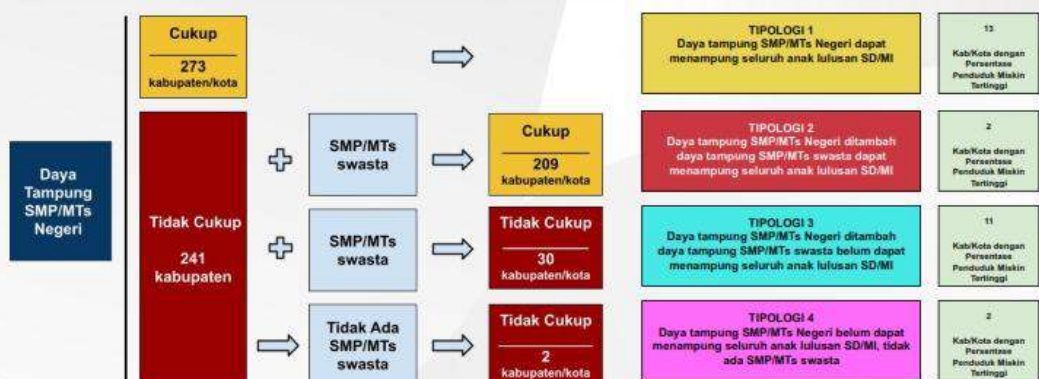 Daya
Tampung
SMP/MTs
Negeri
Cukup
273
kabupaten/kota
TIPOLOGI 1
Daya tampung SMP/MTs Negeri dapat
menampung seluruh anak lulusan SD/MI
13
Kab/Kota dengan
Persentase
Penduduk Miskin
Tertinggi
Tidak Cukup
241
kabupaten
SMP/MTs
swasta
Cukup
209
kabupaten/kota
TIPOLOGI 2
Daya tampung SMP/MTs Negeri ditambah
daya tampung SMP/MTs swasta dapat
menampung seluruh anak lulusan SD/MI
2
Kab/Kota dengan
Persentase
Penduduk Miskin
Tertinggi
SMP/MTs
swasta
Tidak Cukup
30
kabupaten/kota
TIPOLOGI 3
Daya tampung SMP/MTs Negeri ditambah
daya tampung SMP/MTs swasta belum dapat
menampung seluruh anak lulusan SD/MI
11
Kab/Kota dengan
Persentase
Penduduk Miskin
Tertinggi
Tidak Ada
SMP/MTs
swasta
Tidak Cukup
2
kabupaten/kota
TIPOLOGI 4
Daya tampung SMP/MTs Negeri belum dapat
menampung seluruh anak lulusan SD/MI, tidak
ada SMP/MTs swasta
2
Kab/Kota dengan
Persentase
Penduduk Miskin
Tertinggi